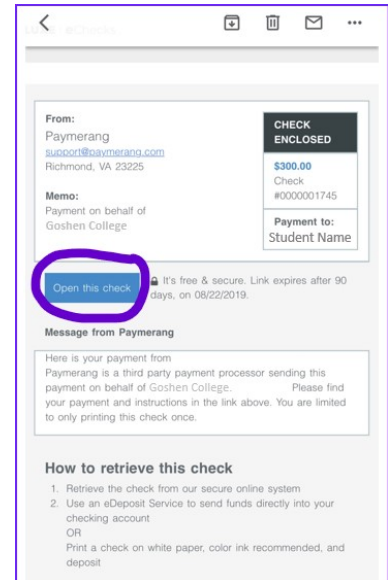 eChecks
From:
Paymerang
support@paymerang.com
Richmond, VA 23225
Memo:
Payment on behalf of
Goshen College
CHECK
ENCLOSED
$300.00
Check
#0000001745
Payment to:
Student Name
Open this check
It's free & secure. Link expires after 90
days, on 08/22/2019.
Message from Paymerang
Here is your payment from
Paymerang is a third party payment processor sending this
payment on behalf of Goshen College. Please find
your payment and instructions in the link above. You are limited
to only printing this check once.
How to retrieve this check
1. Retrieve the check from our secure online
system
2. Use an eDeposit Service to send funds directly into your
checking account
OR
Print a check on white paper, color ink recommended, and
deposit